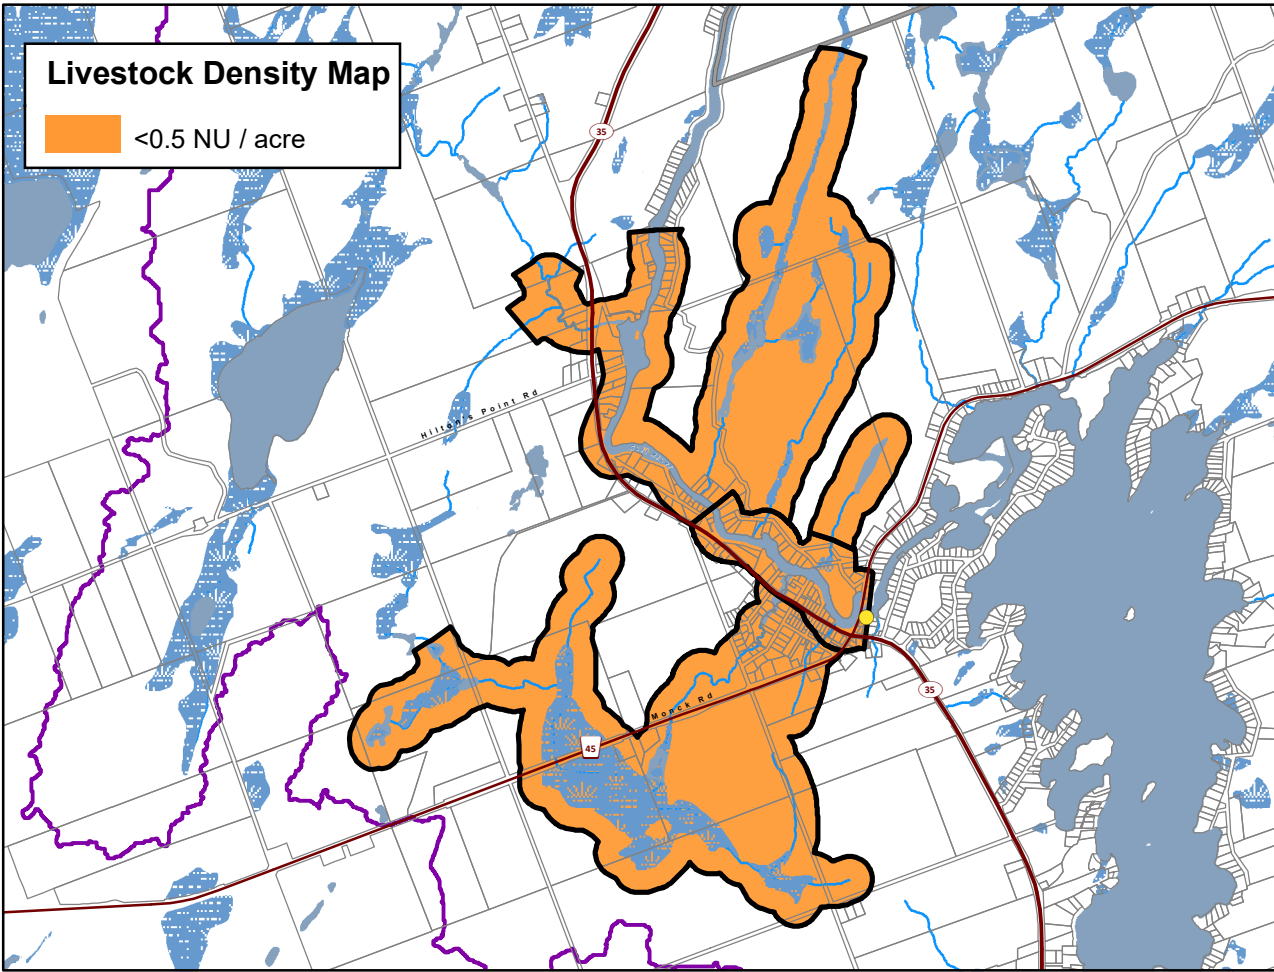 Livestock Density Map
<0.5 NU / acre
35
Hilton's Point Rd
35
Monck Rd
45